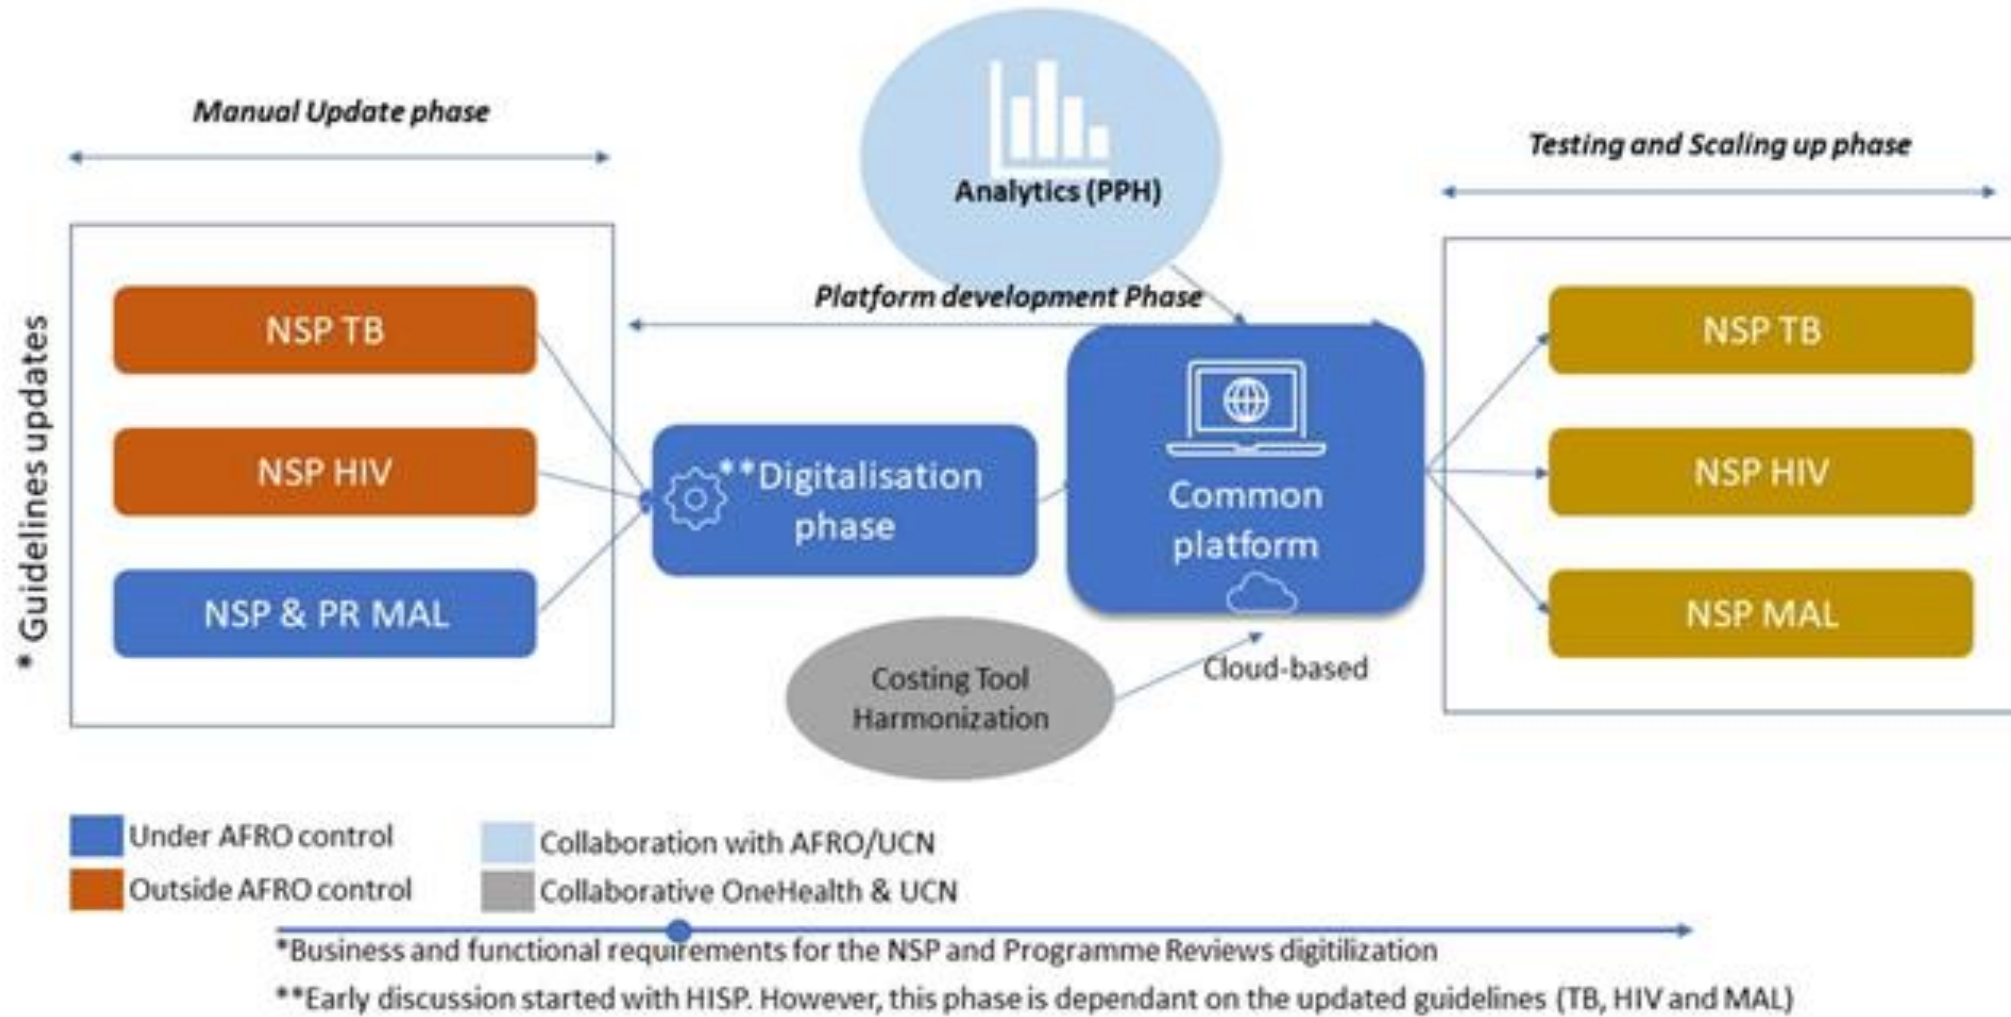 Manual Update phase
Analytics (PPH)
Testing and Scaling up phase
Platform development Phase
* Guidelines updates
NSP TB
NSP HIV
NSP & PR MAL
**Digitalisation
phase
Common
platform
Cloud-based
Costing Tool
Harmonization
NSP TB
NSP HIV
NSP MAL
Under AFRO control
Collaboration with AFRO/UCN
Outside AFRO control
Collaborative OneHealth & UCN
*Business and functional requirements for the NSP and Programme Reviews digitilization
**Early discussion started with HISP. However, this phase is dependant on the updated guidelines (TB, HIV and MAL)